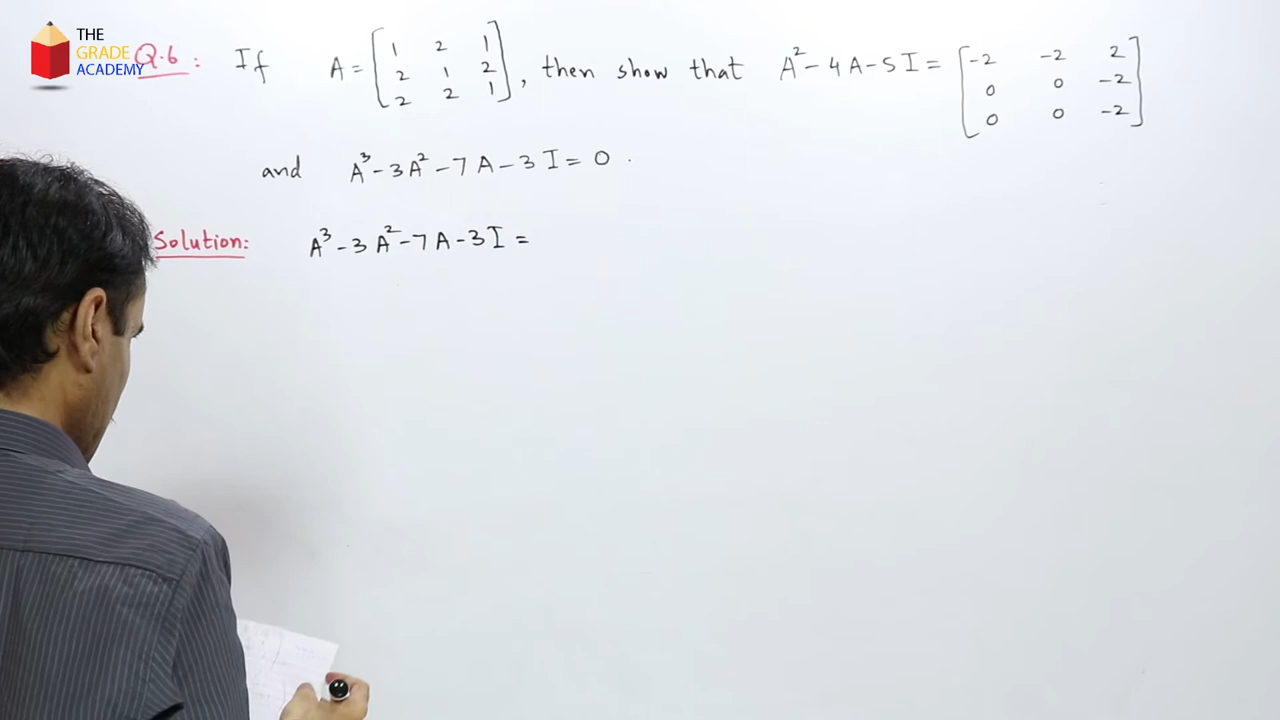 THE
GRADE
ACADEMY
Q.6 : If A = [1 2 1; 2 1 2; 2 2 1], then show that A² - 4A - 5I = [-2 -2 2; 0 0 -2; 0 0 -2]
and A³ - 3A² - 7A - 3I = 0.
Solution: A³ - 3A² - 7A - 3I =